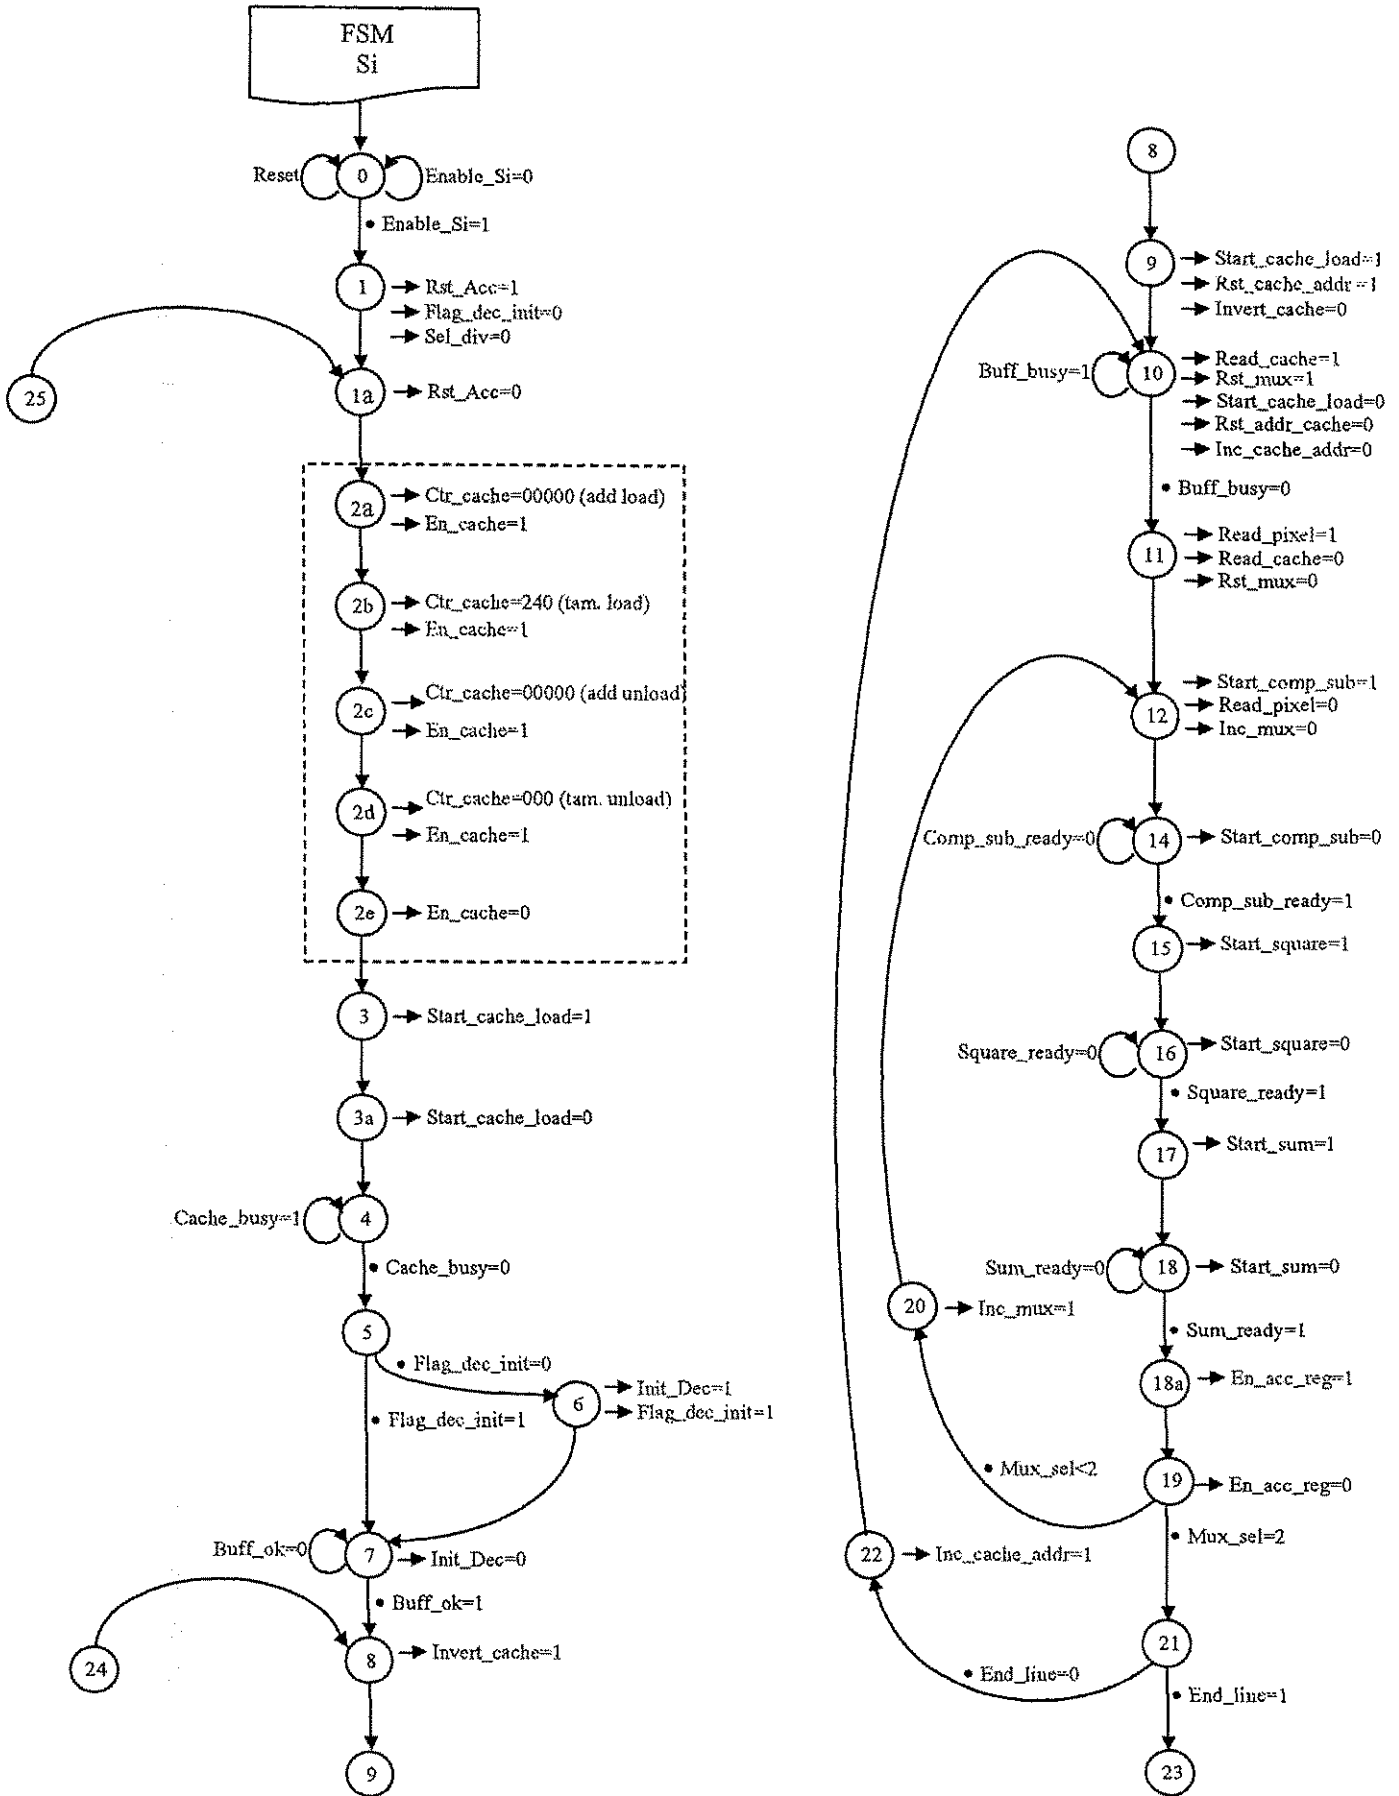 FSM
Si
Reset
0
Enable_Si=0
• Enable_Si=1
1
Rst_Acc=1
Flag_dec_init=0
Sel_div=0
25
1a
Rst_Acc=0
2a
Ctr_cache=00000 (add load)
En_cache=1
2b
Ctr_cache=240 (tam. load)
En_cache=1
2c
Ctr_cache=00000 (add unload)
En_cache=1
2d
Ctr_cache=000 (tam. unload)
En_cache=1
2e
En_cache=0
3
Start_cache_load=1
3a
Start_cache_load=0
Cache_busy=1
4
• Cache_busy=0
5
• Flag_dec_init=0
6
Init_Dec=1
Flag_dec_init=1
• Flag_dec_init=1
Buff_ok=0
7
Init_Dec=0
• Buff_ok=1
24
8
Invert_cache=1
9
8
9
Start_cache_load=1
Rst_cache_addr=1
Invert_cache=0
Buff_busy=1
10
Read_cache=1
Rst_mux=1
Start_cache_load=0
Rst_addr_cache=0
Inc_cache_addr=0
• Buff_busy=0
11
Read_pixel=1
Read_cache=0
Rst_mux=0
12
Start_comp_sub=1
Read_pixel=0
Inc_mux=0
Comp_sub_ready=0
14
Start_comp_sub=0
• Comp_sub_ready=1
15
Start_square=1
Square_ready=0
16
Start_square=0
• Square_ready=1
17
Start_sum=1
Sum_ready=0
18
Start_sum=0
20
Inc_mux=1
• Sum_ready=1
18a
En_acc_reg=1
• Mux_sel<2
19
En_acc_reg=0
• Mux_sel=2
22
Inc_cache_addr=1
21
• End_line=0
• End_line=1
23